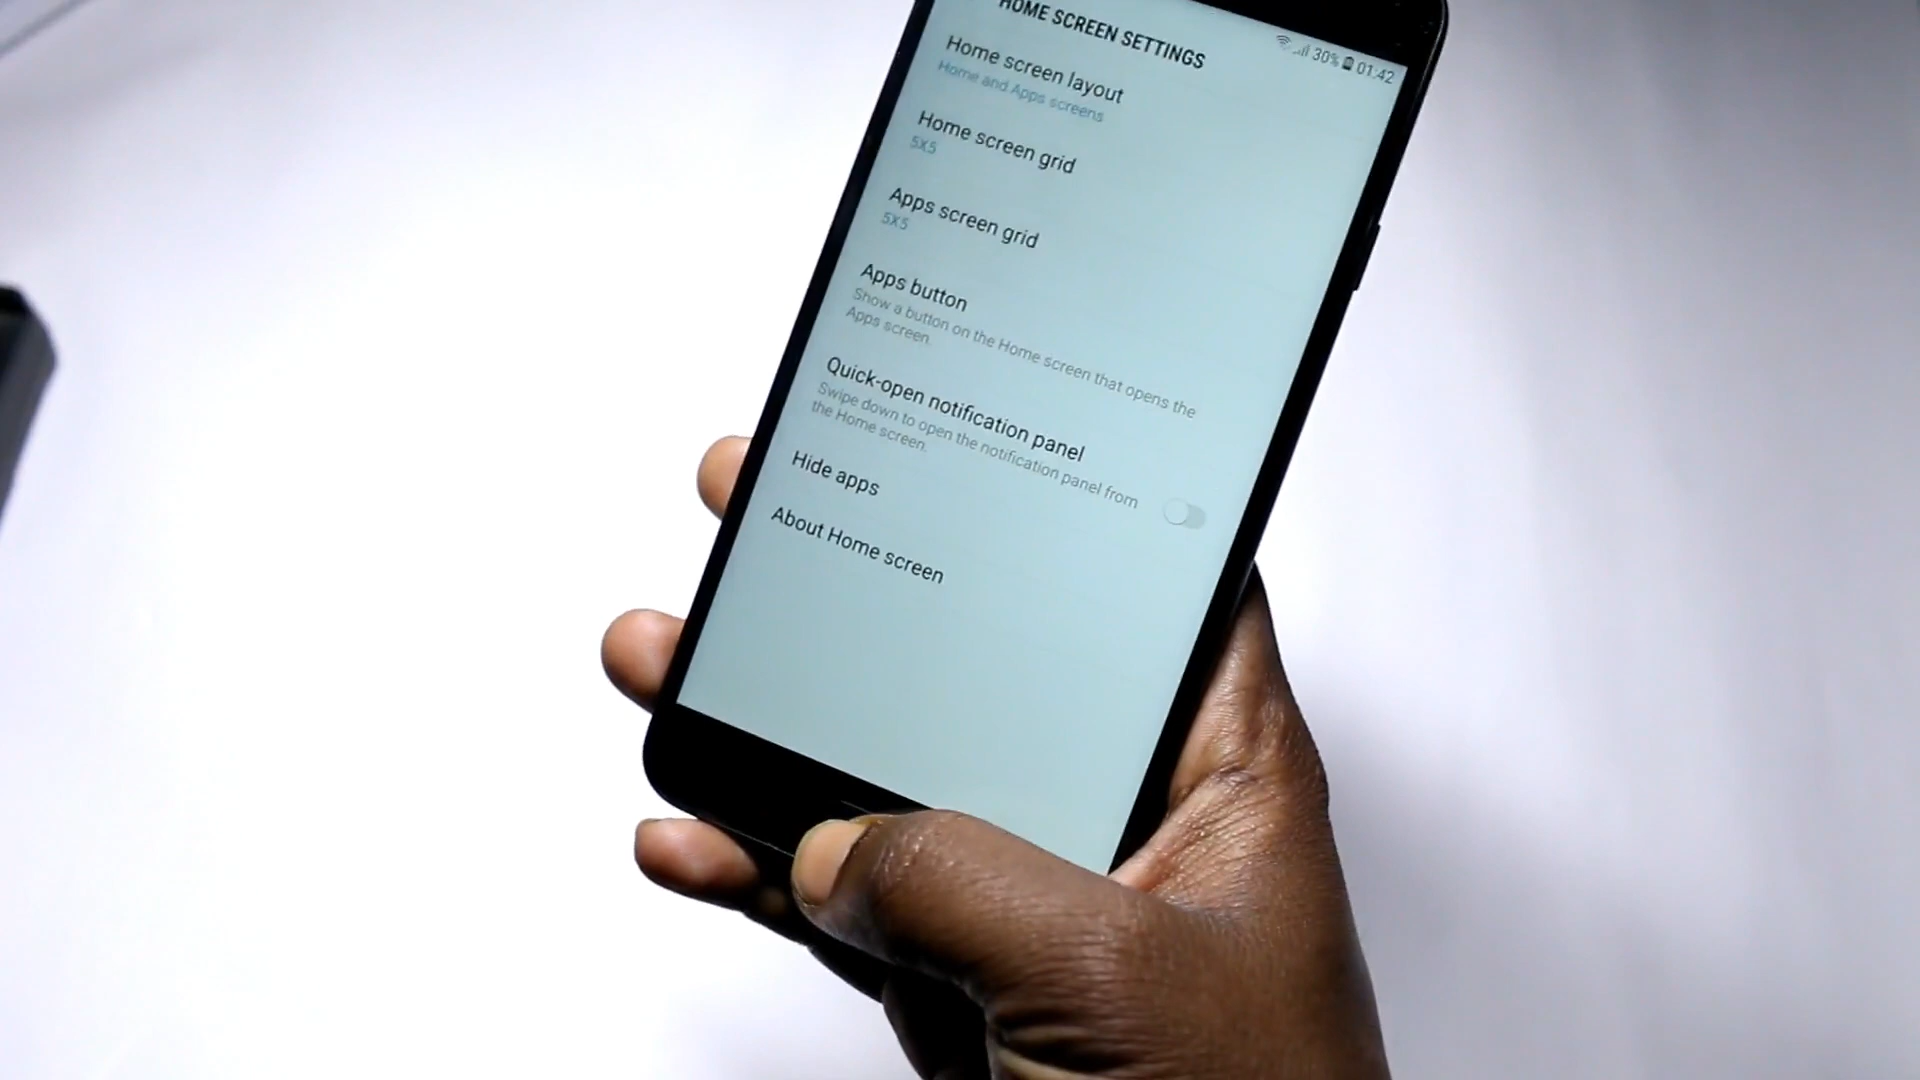 HOME SCREEN SETTINGS
30% 01:42
Home screen layout
Home and Apps screens
Home screen grid
5X5
Apps screen grid
5X5
Apps button
Show a button on the Home screen that opens the
Apps screen.
Quick-open notification panel
Swipe down to open the notification panel from
the Home screen.
Hide apps
About Home screen